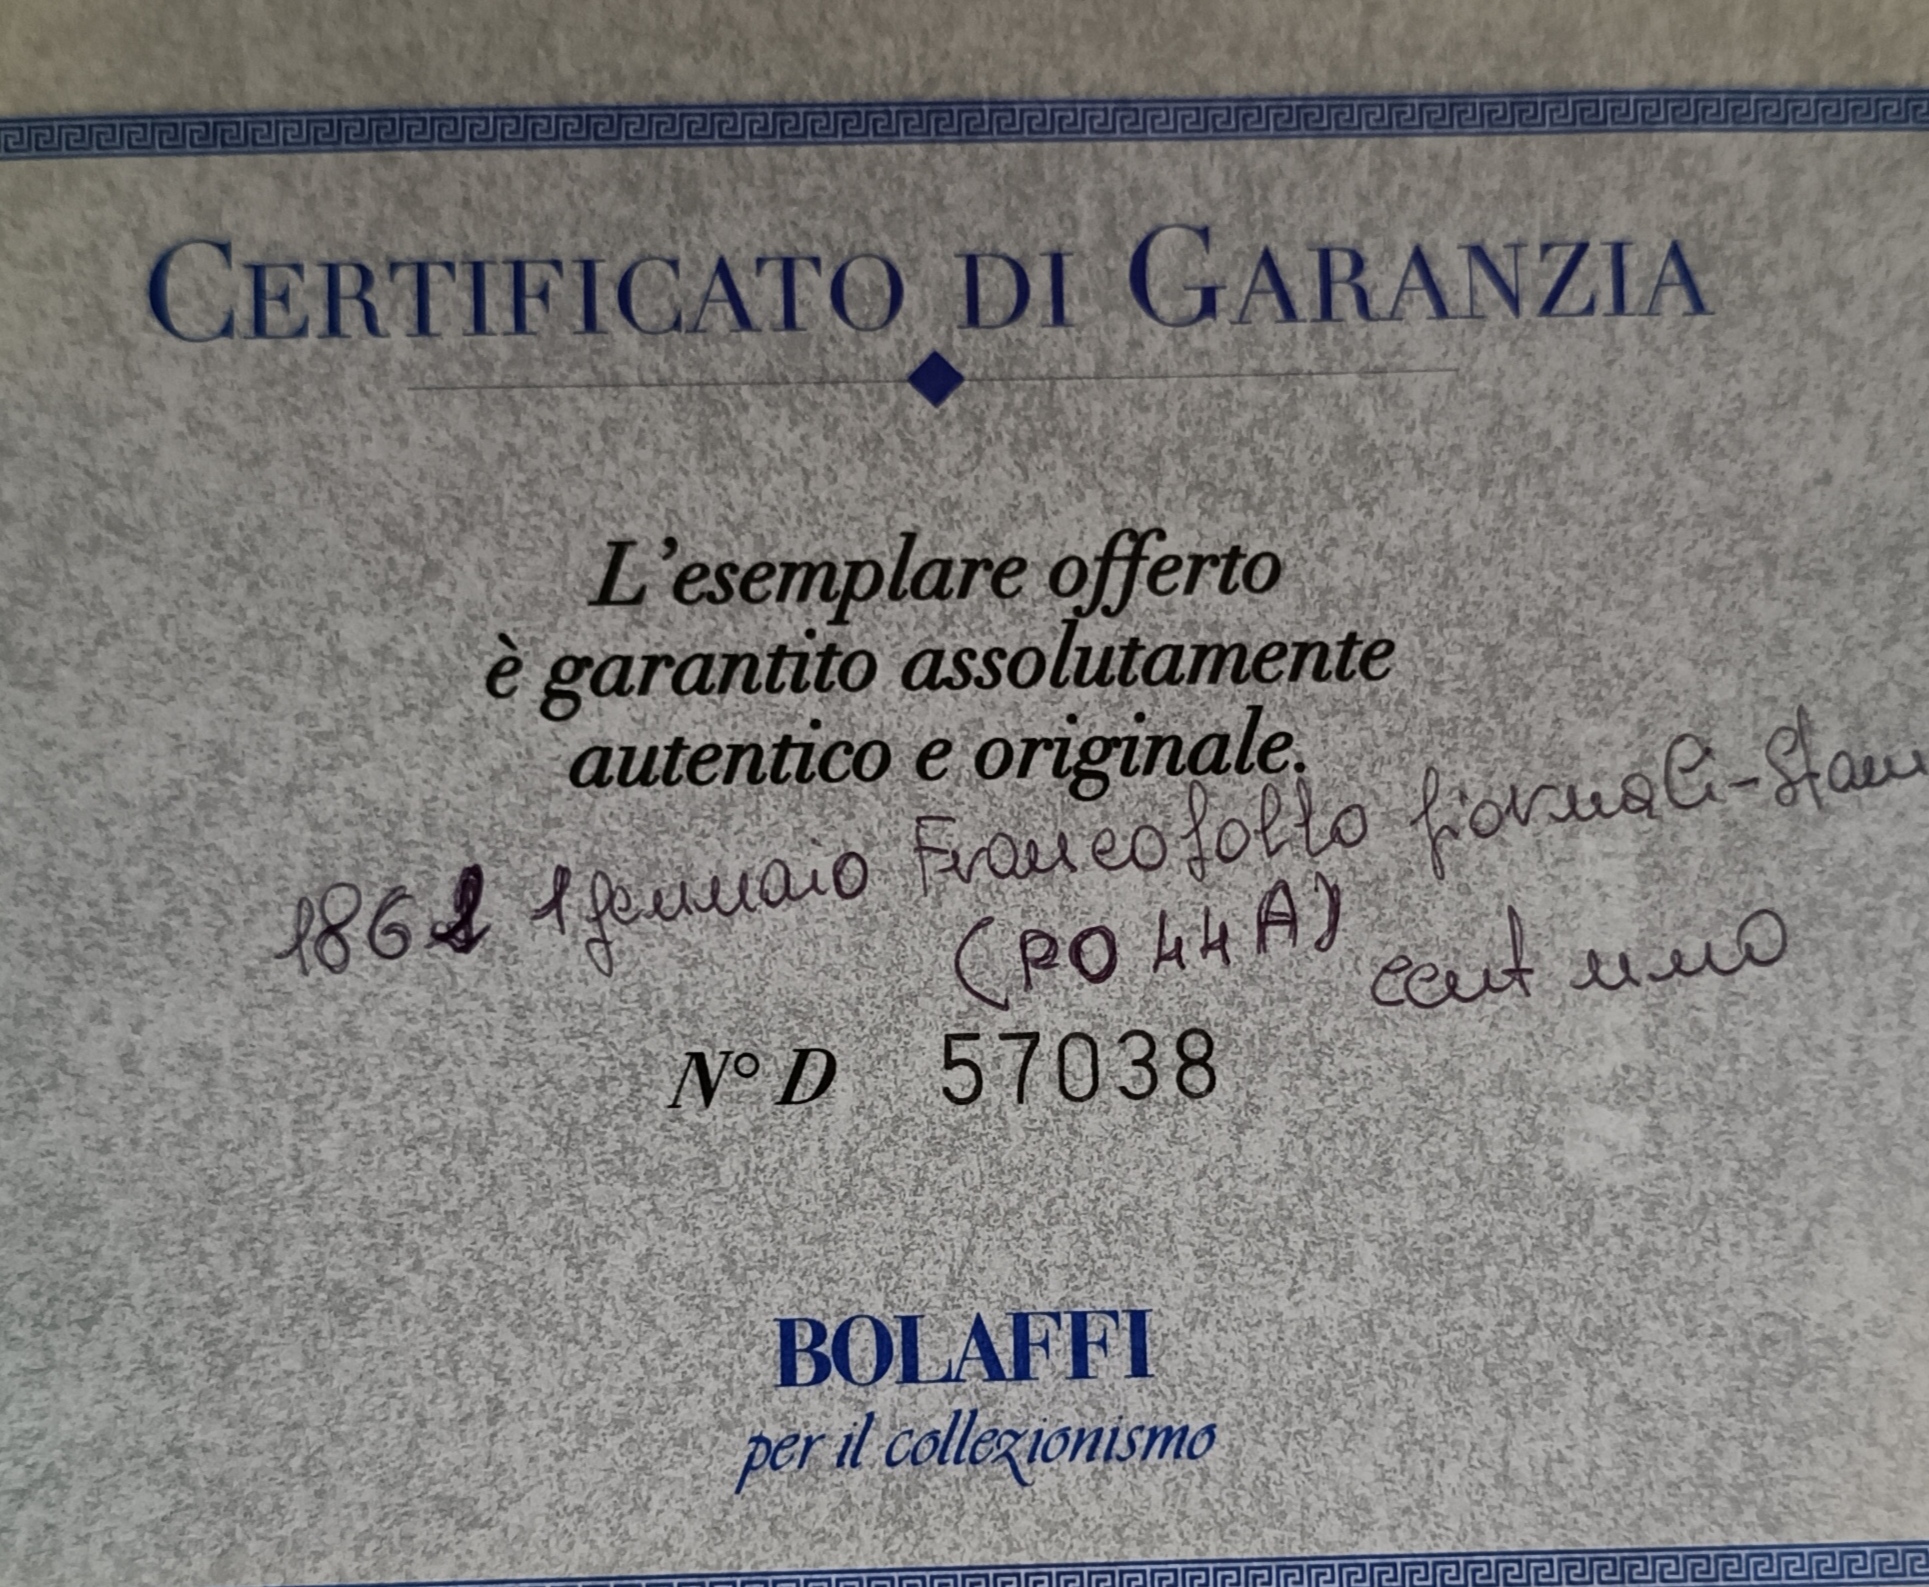 CERTIFICATO DI GARANZIA
L'esemplare offerto
è garantito assolutamente
autentico e originale.
1861 1 gennaio Francobollo giornali-Stam
(PO 44A) cent uno
N° D 57038
BOLAFFI
per il collezionismo